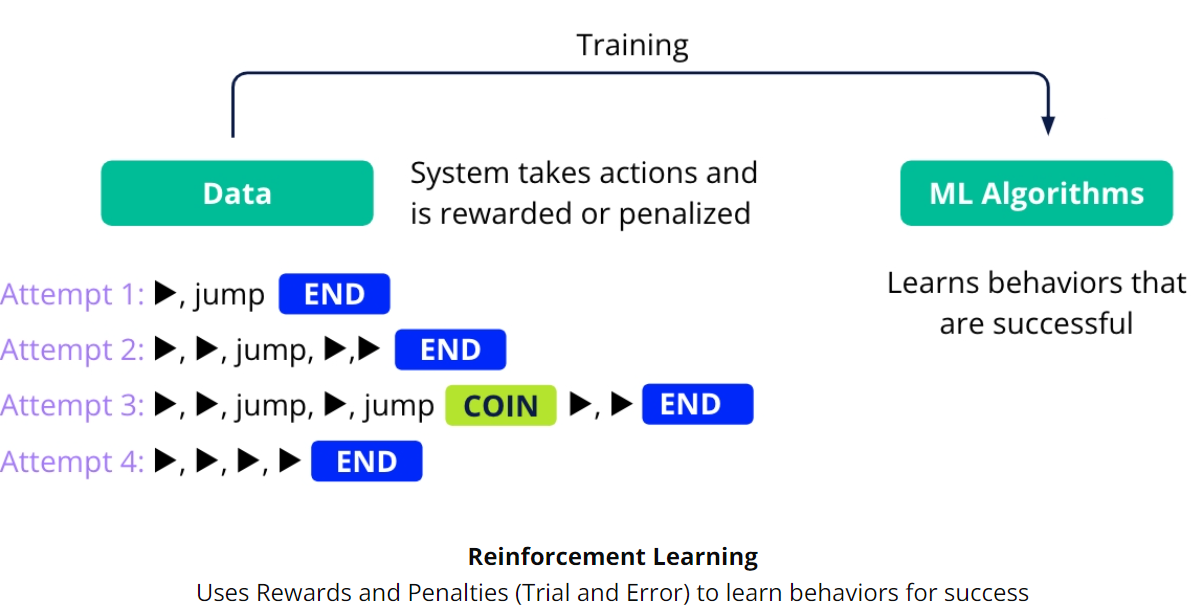 Training
Data
System takes actions and
is rewarded or penalized
ML Algorithms
Learns behaviors that
are successful
Attempt 1: ▶, jump END
Attempt 2: ▶, ▶, jump, ▶,▶ END
Attempt 3: ▶, ▶, jump, ▶, jump COIN ▶, ▶ END
Attempt 4: ▶, ▶, ▶, ▶ END
Reinforcement Learning
Uses Rewards and Penalties (Trial and Error) to learn behaviors for success